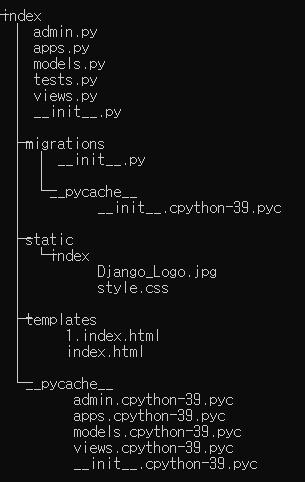 index
admin.py
apps.py
models.py
tests.py
views.py
__init__.py
migrations
__init__.py
__pycache__
__init__.cpython-39.pyc
static
index
Django_Logo.jpg
style.css
templates
1.index.html
index.html
__pycache__
admin.cpython-39.pyc
apps.cpython-39.pyc
models.cpython-39.pyc
views.cpython-39.pyc
__init__.cpython-39.pyc